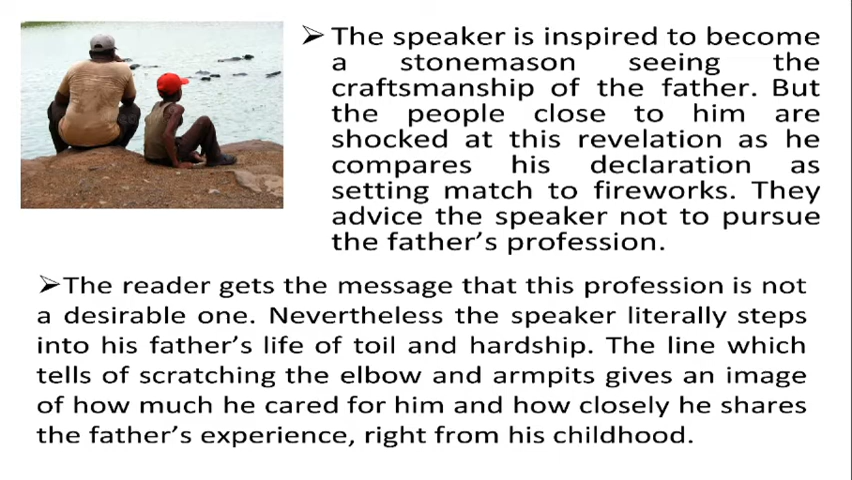 ➢ The speaker is inspired to become
a stonemason seeing the
craftsmanship of the father. But
the people close to him are
shocked at this revelation as he
compares his declaration as
setting match to fireworks. They
advice the speaker not to pursue
the father's profession.
➢The reader gets the message that this profession is not
a desirable one. Nevertheless the speaker literally steps
into his father's life of toil and hardship. The line which
tells of scratching the elbow and armpits gives an image
of how much he cared for him and how closely he shares
the father's experience, right from his childhood.